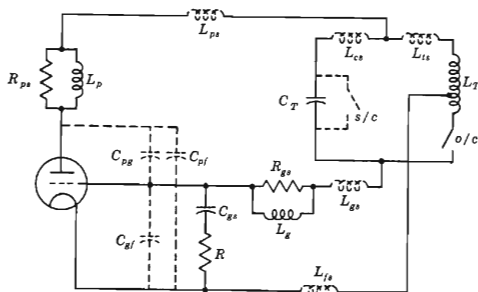 L_ps
L_cs
L_ts
R_ps
L_p
C_T
s/c
L_T
o/c
C_pg
C_pf
R_gs
L_gs
C_gs
L_g
C_gf
R
L_fs